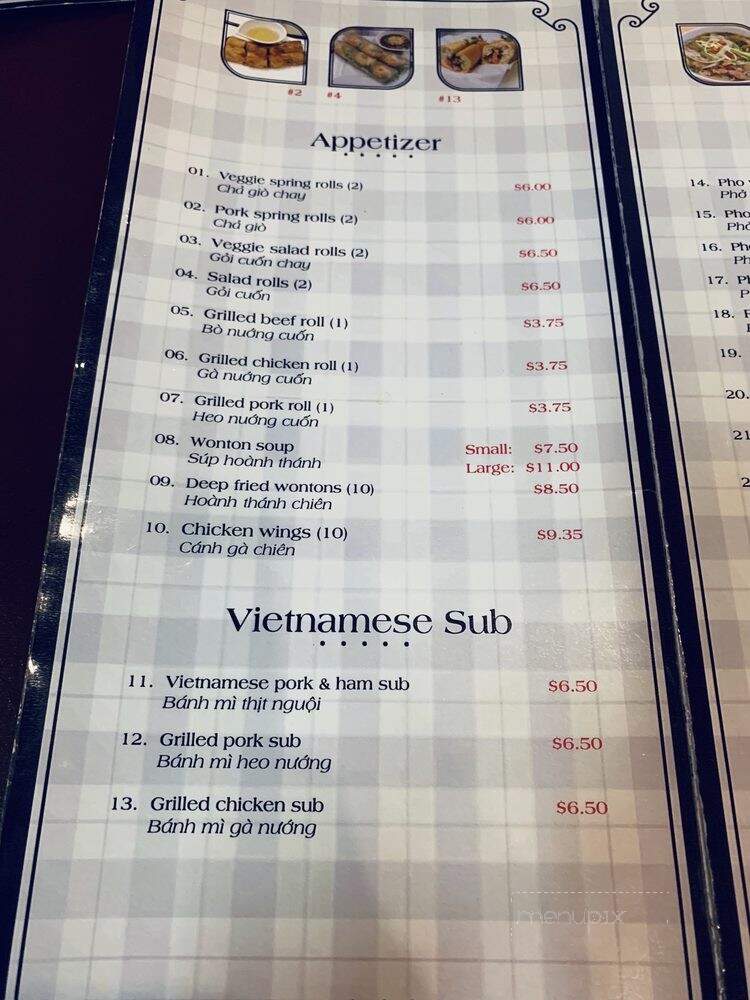 #2 #4 #13
Appetizer
01. Veggie spring rolls (2) $6.00
Chả giò chay
02. Pork spring rolls (2) $6.00
Chả giò
03. Veggie salad rolls (2) $6.50
Gỏi cuốn chay
04. Salad rolls (2) $6.50
Gỏi cuốn
05. Grilled beef roll (1) $3.75
Bò nướng cuốn
06. Grilled chicken roll (1) $3.75
Gà nướng cuốn
07. Grilled pork roll (1) $3.75
Heo nướng cuốn
08. Wonton soup Small: $7.50
Súp hoành thánh Large: $11.00
09. Deep fried wontons (10) $8.50
Hoành thánh chiên
10. Chicken wings (10) $9.35
Cánh gà chiên
Vietnamese Sub
11. Vietnamese pork & ham sub $6.50
Bánh mì thịt nguội
12. Grilled pork sub $6.50
Bánh mì heo nướng
13. Grilled chicken sub $6.50
Bánh mì gà nướng
14. Pho
Phở
15. Pho
Phở
16.
17.
18.
19.
20.
menupix